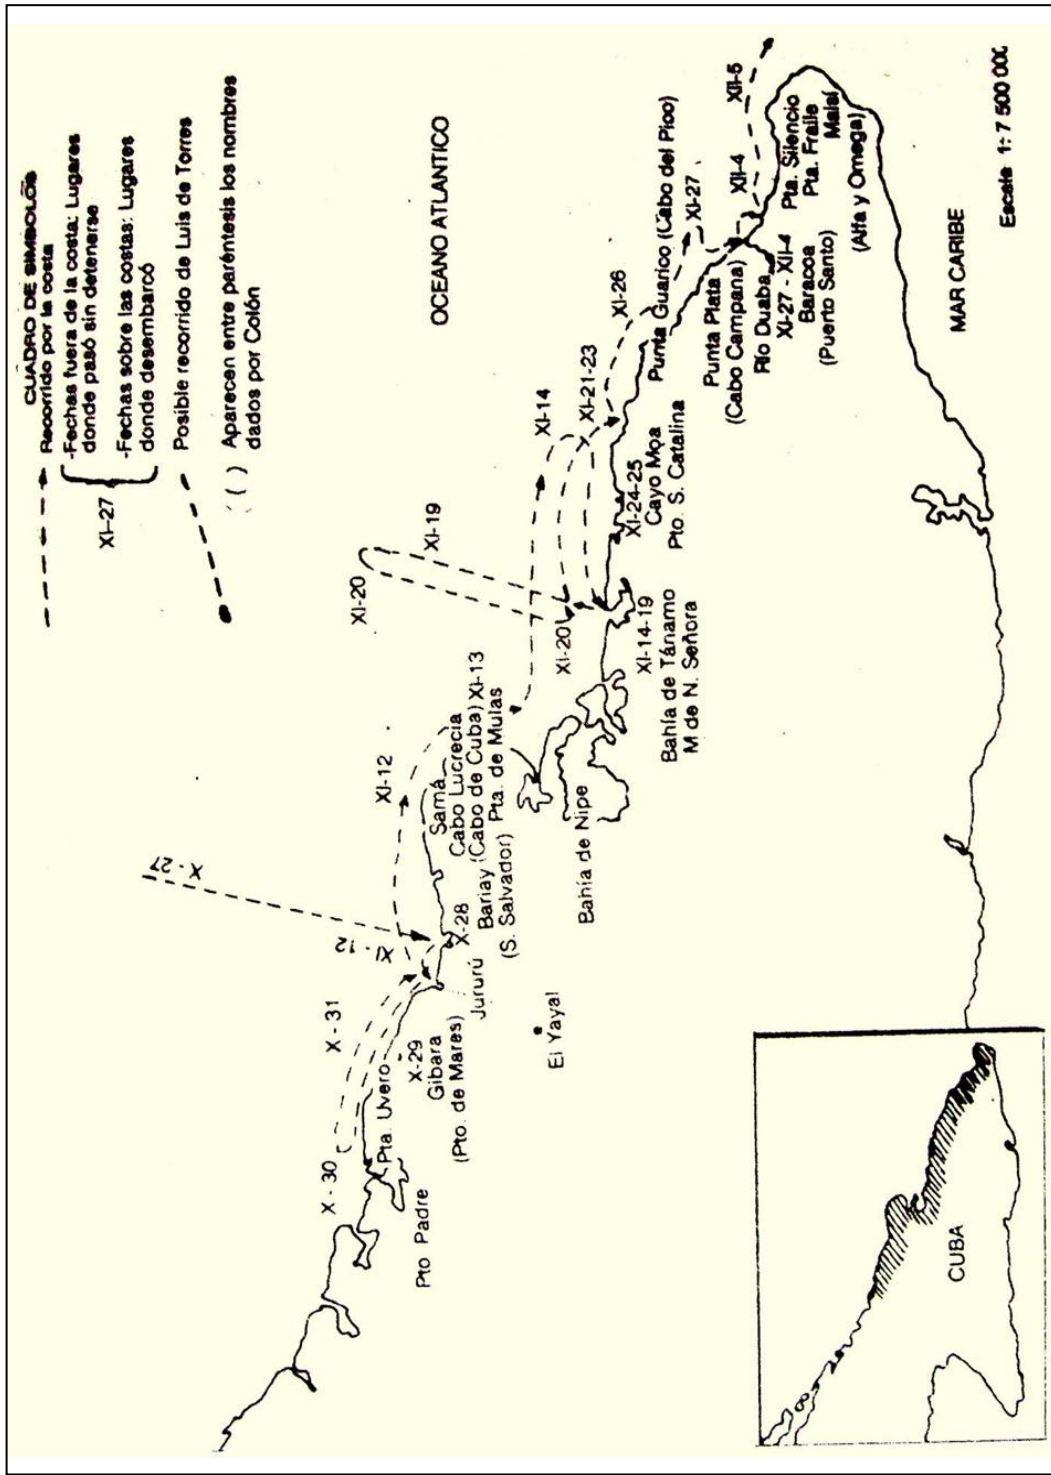 CUADRO DE SIMBOLOS
Recorrido por la costa
-Fechas fuera de la costa: Lugares
donde pasó sin detenerse
XI-27
-Fechas sobre las costas: Lugares
donde desembarcó
Posible recorrido de Luis de Torres
( ) Aparecen entre paréntesis los nombres
dados por Colón
OCEANO ATLANTICO
X-27
XI-12
X-30
X-31
XI-12
XI-20
XI-19
XI-14
XI-20
XI-21-23
XI-26
XI-27
XII-4
XII-5
Pto Padre
Pta. Uvero
X-29
Gibara
(Pto. de Mares)
Jururú
El Yayal
X-28
Bariay
(S. Salvador)
Samá
Cabo Lucrecia
(Cabo de Cuba) XI-13
Pta. de Mulas
Bahía de Nipe
XI-14-19
Bahía de Tánamo
M de N. Señora
XI-24-25
Cayo Moa
Pto. S. Catalina
Punta Guarico (Cabo del Pico)
Punta Plata
(Cabo Campana)
Río Duaba
XI-27 - XII-4
Baracoa
(Puerto Santo)
Pta. Silencio
Pta. Fraile
Maisí
(Alfa y Omega)
MAR CARIBE
Escala 1: 7 500
CUBA